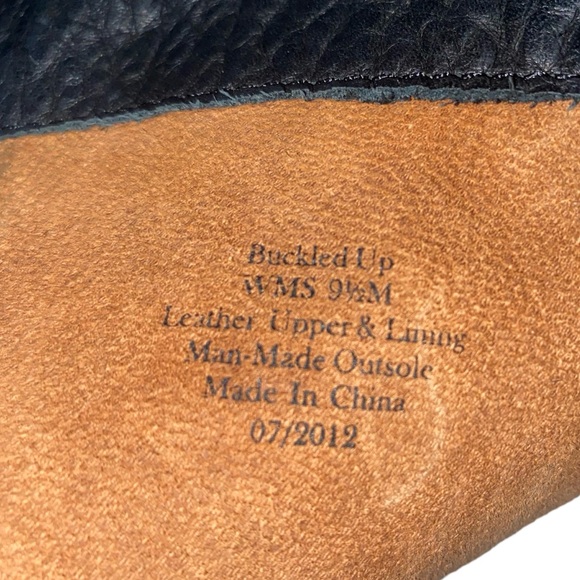 Buckled Up
WMS 9½M
Leather Upper & Lining
Man-Made Outsole
Made In China
07/2012